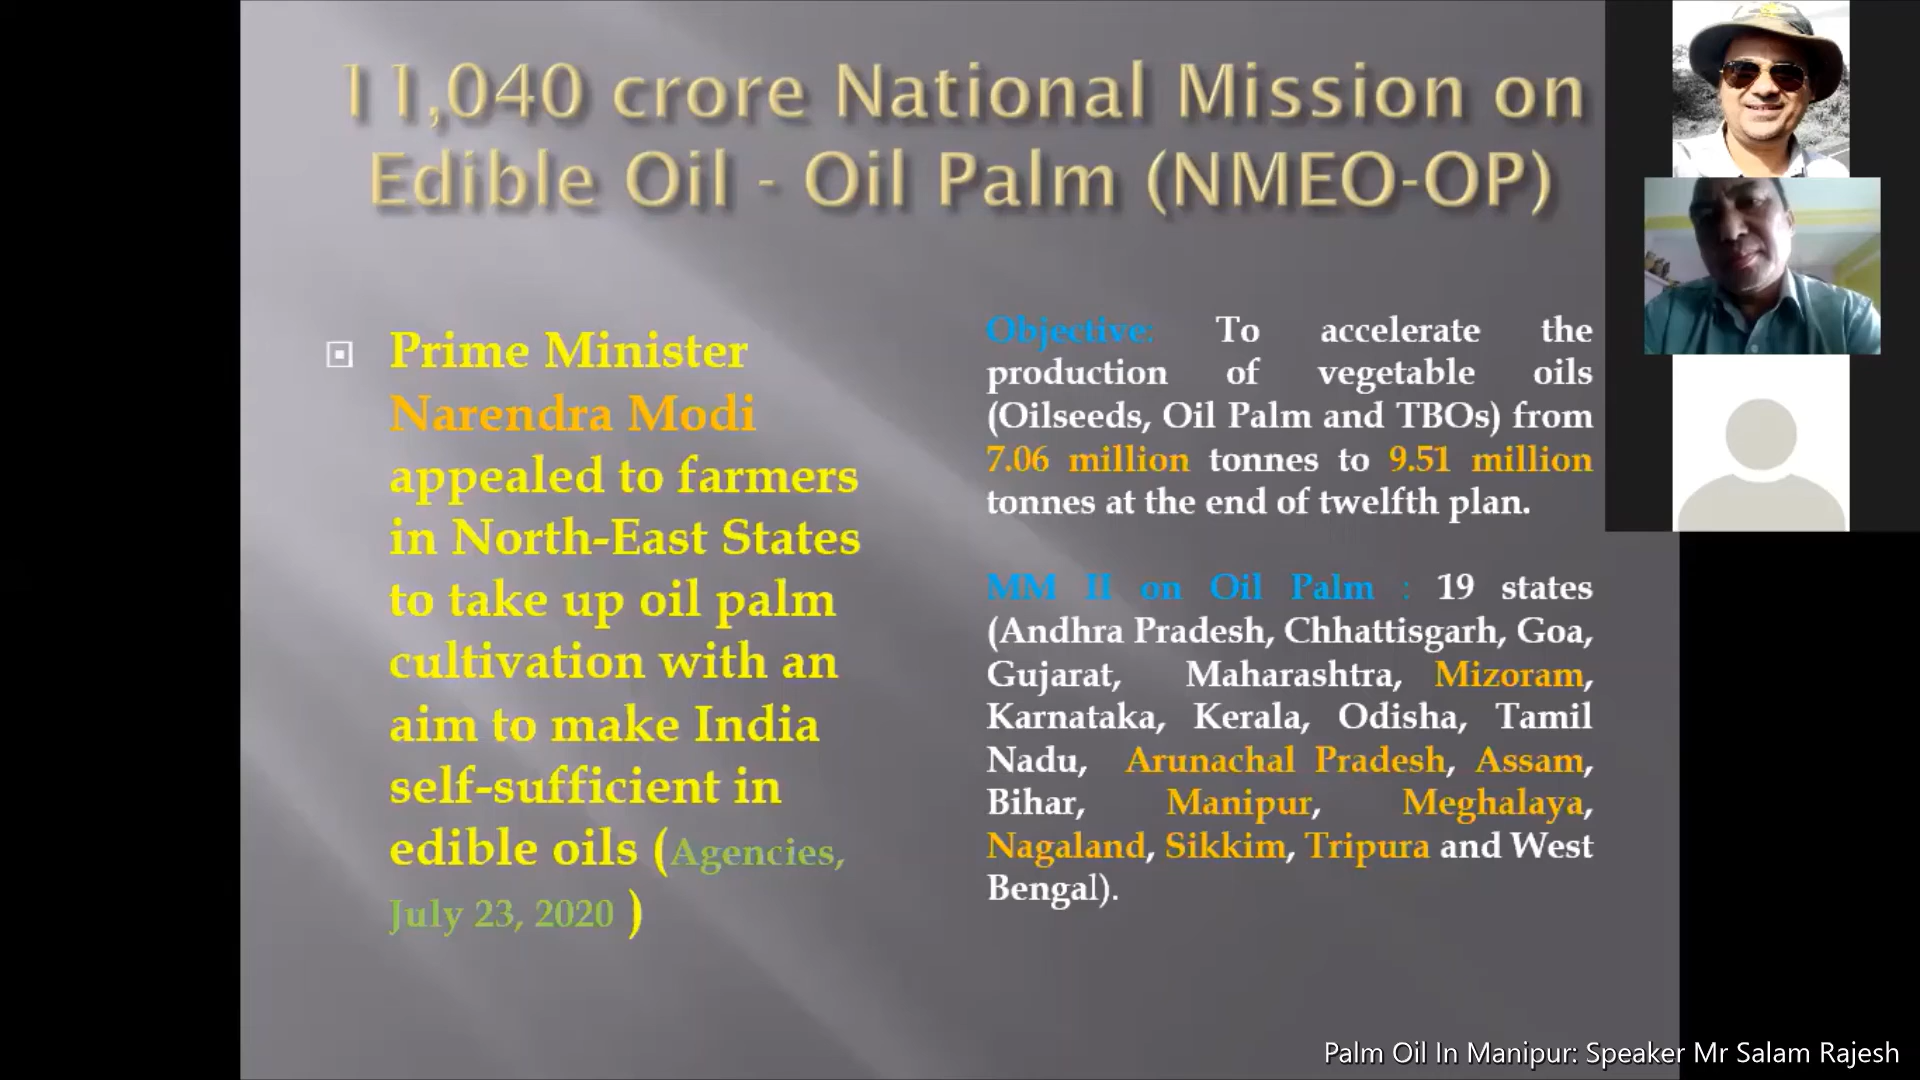 11,040 crore National Mission on
Edible Oil - Oil Palm (NMEO-OP)
Prime Minister
Narendra Modi
appealed to farmers
in North-East States
to take up oil palm
cultivation with an
aim to make India
self-sufficient in
edible oils (Agencies,
July 23, 2020 )
Objective: To accelerate the
production of vegetable oils
(Oilseeds, Oil Palm and TBOs) from
7.06 million tonnes to 9.51 million
tonnes at the end of twelfth plan.
MM II on Oil Palm : 19 states
(Andhra Pradesh, Chhattisgarh, Goa,
Gujarat, Maharashtra, Mizoram,
Karnataka, Kerala, Odisha, Tamil
Nadu, Arunachal Pradesh, Assam,
Bihar, Manipur, Meghalaya,
Nagaland, Sikkim, Tripura and West
Bengal).
Palm Oil In Manipur: Speaker Mr Salam Rajesh